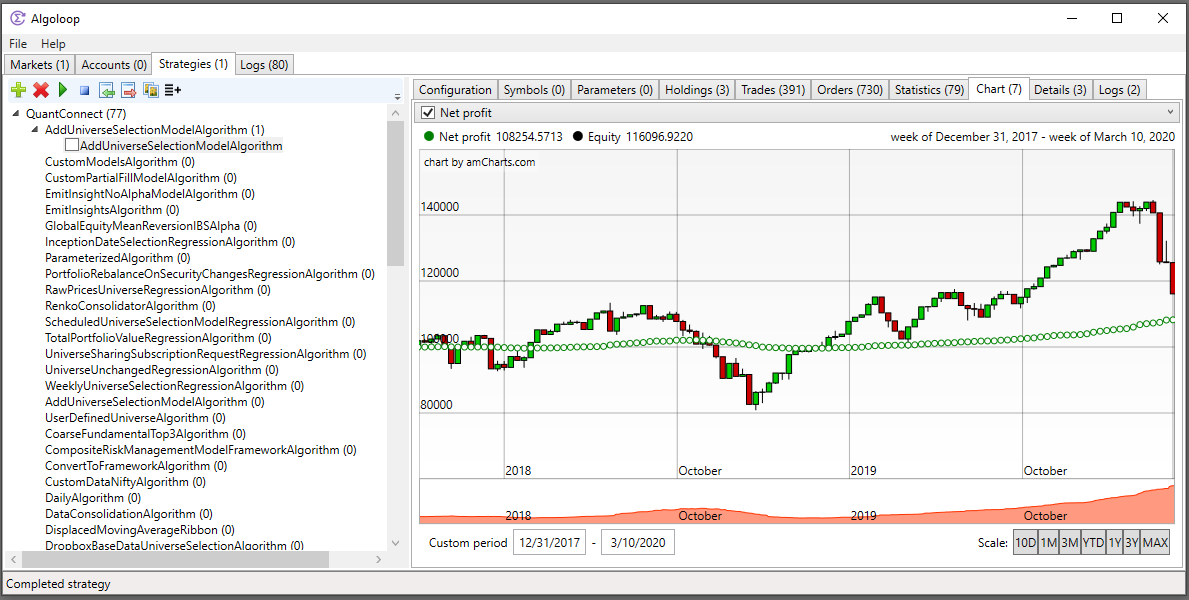 Algoloop
File Help
Markets (1) Accounts (0) Strategies (1) Logs (80)
QuantConnect (77)
AddUniverseSelectionModelAlgorithm (1)
AddUniverseSelectionModelAlgorithm
CustomModelsAlgorithm (0)
CustomPartialFillModelAlgorithm (0)
EmitInsightNoAlphaModelAlgorithm (0)
EmitInsightsAlgorithm (0)
GlobalEquityMeanReversionIBSAlpha (0)
InceptionDateSelectionRegressionAlgorithm (0)
ParameterizedAlgorithm (0)
PortfolioRebalanceOnSecurityChangesRegressionAlgorithm (0)
RawPricesUniverseRegressionAlgorithm (0)
RenkoConsolidatorAlgorithm (0)
ScheduledUniverseSelectionModelRegressionAlgorithm (0)
TotalPortfolioValueRegressionAlgorithm (0)
UniverseSharingSubscriptionRequestRegressionAlgorithm (0)
UniverseUnchangedRegressionAlgorithm (0)
WeeklyUniverseSelectionRegressionAlgorithm (0)
AddUniverseSelectionModelAlgorithm (0)
UserDefinedUniverseAlgorithm (0)
CoarseFundamentalTop3Algorithm (0)
CompositeRiskManagementModelFrameworkAlgorithm (0)
ConvertToFrameworkAlgorithm (0)
CustomDataNiftyAlgorithm (0)
DailyAlgorithm (0)
DataConsolidationAlgorithm (0)
DisplacedMovingAverageRibbon (0)
DropboxBaseDataUniverseSelectionAlgorithm (0)
Configuration Symbols (0) Parameters (0) Holdings (3) Trades (391) Orders (730) Statistics (79) Chart (7) Details (3) Logs (2)
Net profit
Net profit 108254.5713 Equity 116096.9220 week of December 31, 2017 - week of March 10, 2020
chart by amCharts.com
140000
120000
100000
80000
2018 October 2019 October
2018 October 2019 October
Custom period 12/31/2017 - 3/10/2020 Scale: 10D 1M 3M YTD 1Y 3Y MAX
Completed strategy